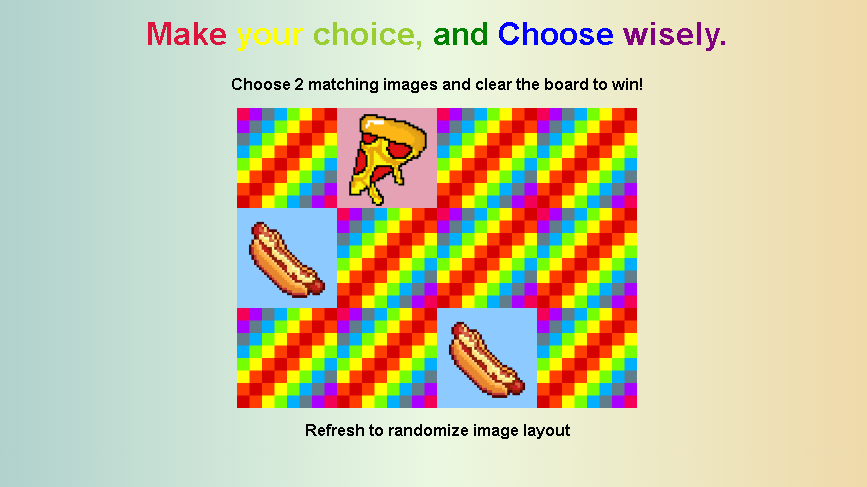 Make your choice, and Choose wisely.
Choose 2 matching images and clear the board to win!
Refresh to randomize image layout